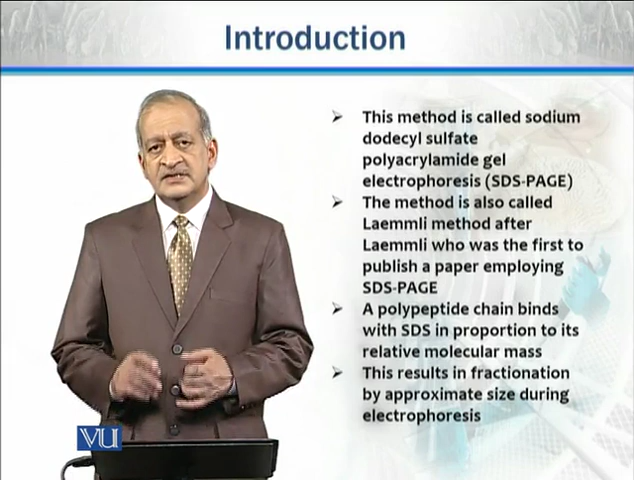 Introduction
This method is called sodium
dodecyl sulfate
polyacrylamide gel
electrophoresis (SDS-PAGE)
The method is also called
Laemmli method after
Laemmli who was the first to
publish a paper employing
SDS-PAGE
A polypeptide chain binds
with SDS in proportion to its
relative molecular mass
This results in fractionation
by approximate size during
electrophoresis
VU